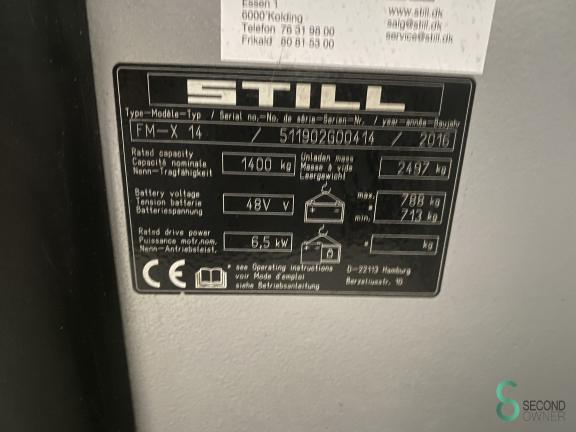 Essen 1
6000 Kolding
Telefon 76 31 98 00
Frikald 80 81 53 00
www.still.dk
salg@still.dk
service@still.dk
STILL
Type-Modèle-Typ / Serial no.-No. de série-Serien-Nr. / year-année-Baujahr
FM-X 14 / 511902G00414 / 2016
Rated capacity
Capacité nominale
Nenn-Tragfähigkeit
1400 kg
Unladen mass
Masse à vide
Leergewicht
2497 kg
Battery voltage
Tension batterie
Batteriespannung
48V V
max. 788 kg
*
min. 713 kg
Rated drive power
Puissance motr.nom.
Nenn-Antriebsleist.
6,5 kW
* kg
CE
* see Operating instructions
voir Mode d'emploi
siehe Betriebsanleitung
D-22113 Hamburg
Berzeliusstr. 10
SECOND
OWNER